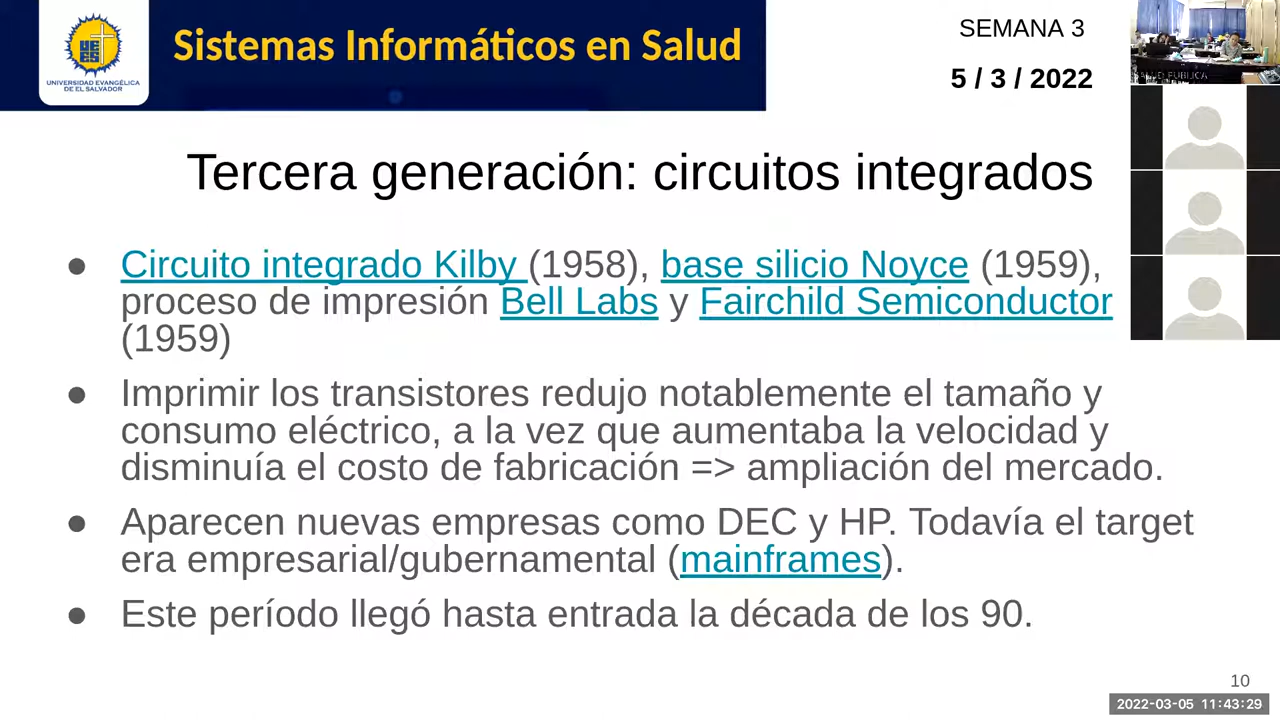 UNIVERSIDAD EVANGÉLICA
DE EL SALVADOR
Sistemas Informáticos en Salud
SEMANA 3
5 / 3 / 2022
SALUD PUBLICA
Tercera generación: circuitos integrados
● Circuito integrado Kilby (1958), base silicio Noyce (1959),
proceso de impresión Bell Labs y Fairchild Semiconductor
(1959)
● Imprimir los transistores redujo notablemente el tamaño y
consumo eléctrico, a la vez que aumentaba la velocidad y
disminuía el costo de fabricación => ampliación del mercado.
● Aparecen nuevas empresas como DEC y HP. Todavía el target
era empresarial/gubernamental (mainframes).
● Este período llegó hasta entrada la década de los 90.
10
2022-03-05 11:43:29